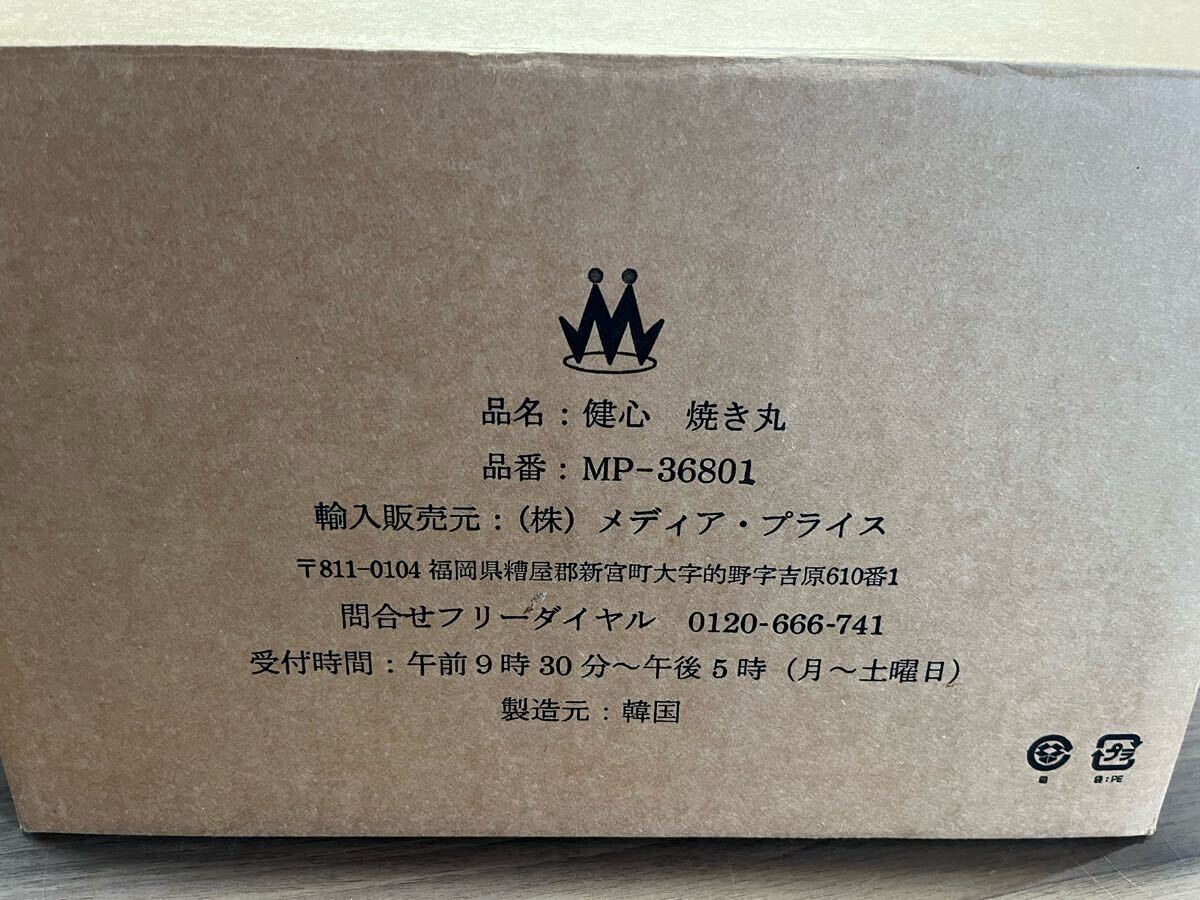 品名：健心　焼き丸
品番：MP-36801
輸入販売元：(株) メディア・プライス
〒811-0104 福岡県糟屋郡新宮町大字的野字吉原610番1
問合せフリーダイヤル　0120-666-741
受付時間：午前9時30分～午後5時（月～土曜日）
製造元：韓国
プラ
袋：PE